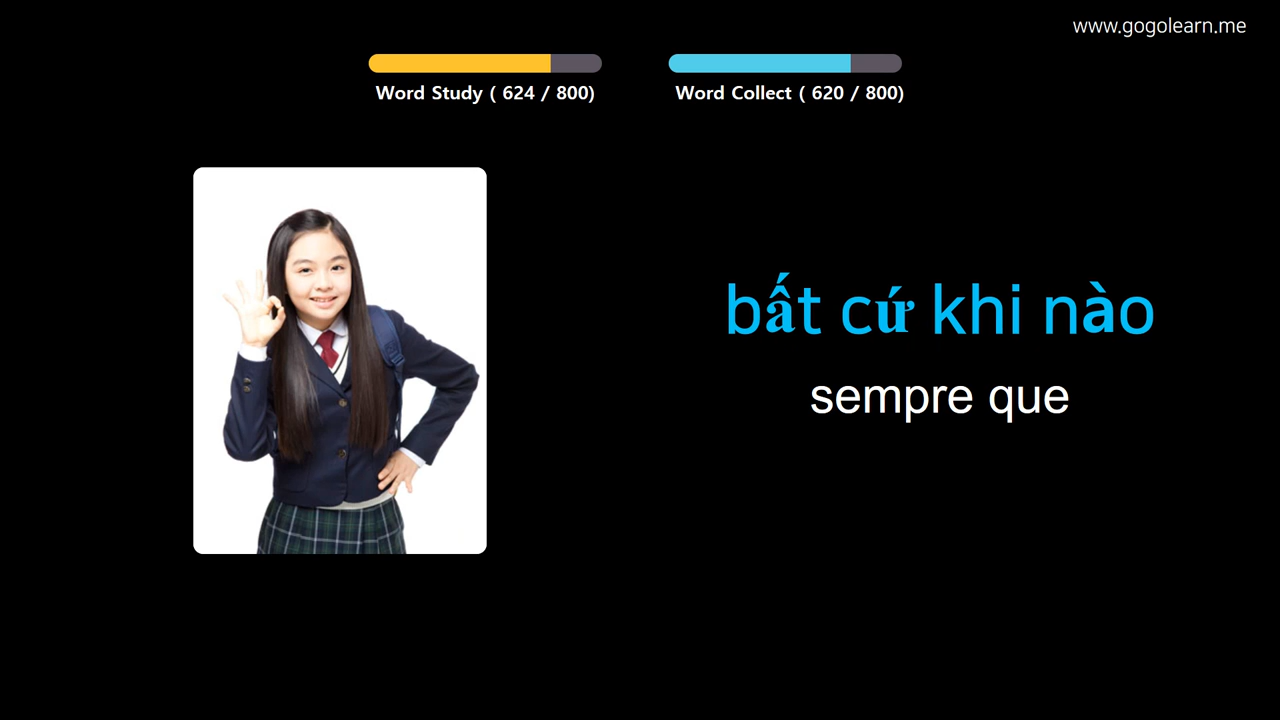 www.gogolearn.me
Word Study ( 624 / 800)
Word Collect ( 620 / 800)
bất cứ khi nào
sempre que